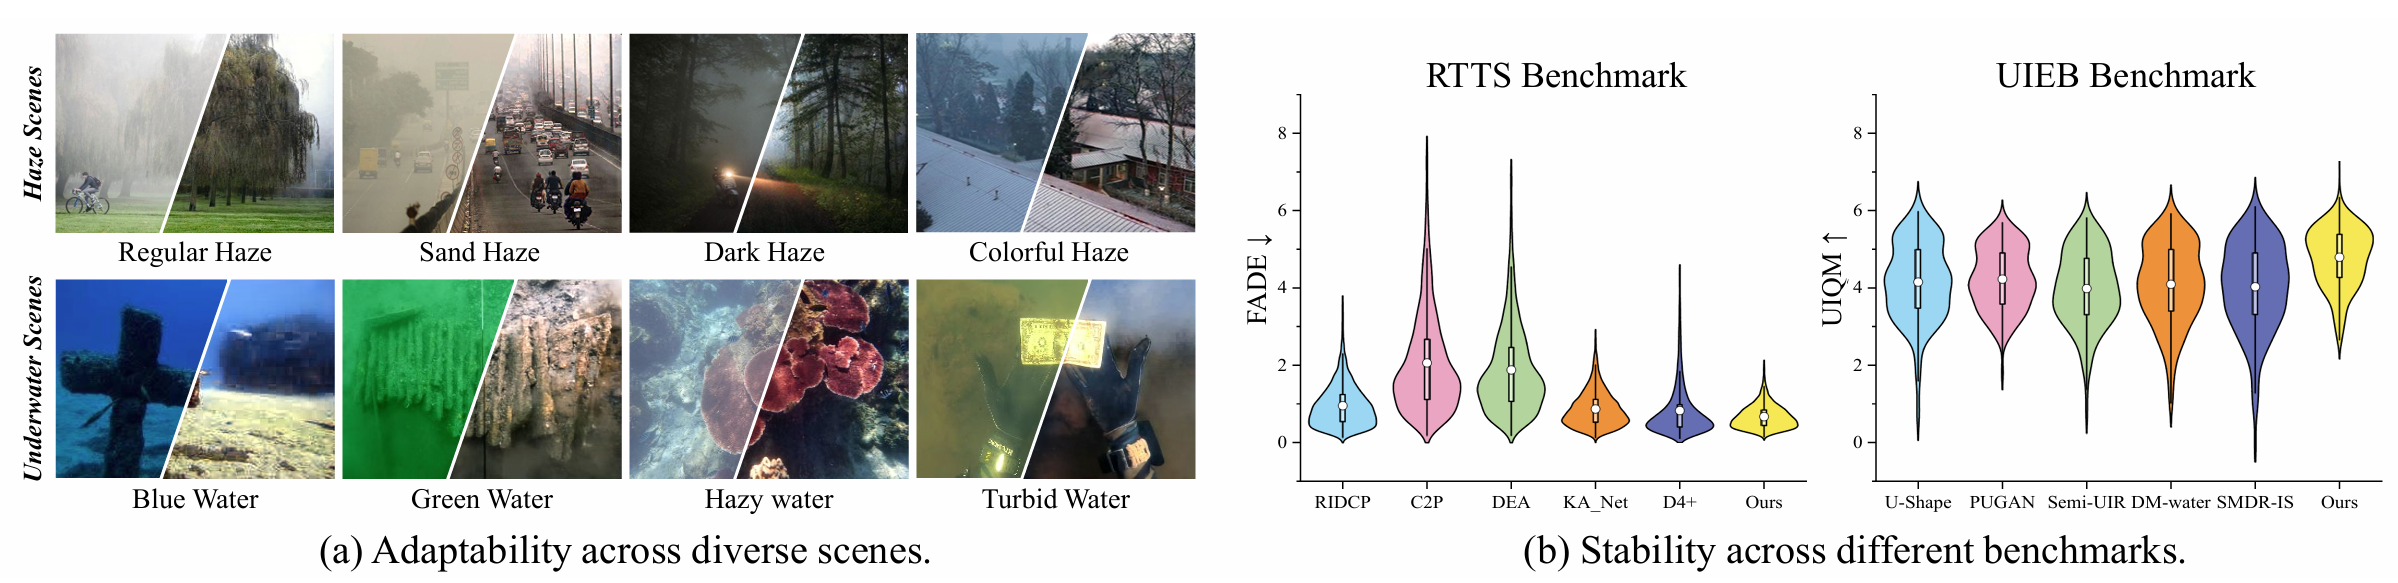 Haze Scenes
Regular Haze
Sand Haze
Dark Haze
Colorful Haze
Underwater Scenes
Blue Water
Green Water
Hazy water
Turbid Water
(a) Adaptability across diverse scenes.
RTTS Benchmark
FADE ↓
8
6
4
2
0
RIDCP C2P DEA KA_Net D4+ Ours
UIEB Benchmark
UIQM ↑
8
6
4
2
0
U-Shape PUGAN Semi-UIR DM-water SMDR-IS Ours
(b) Stability across different benchmarks.